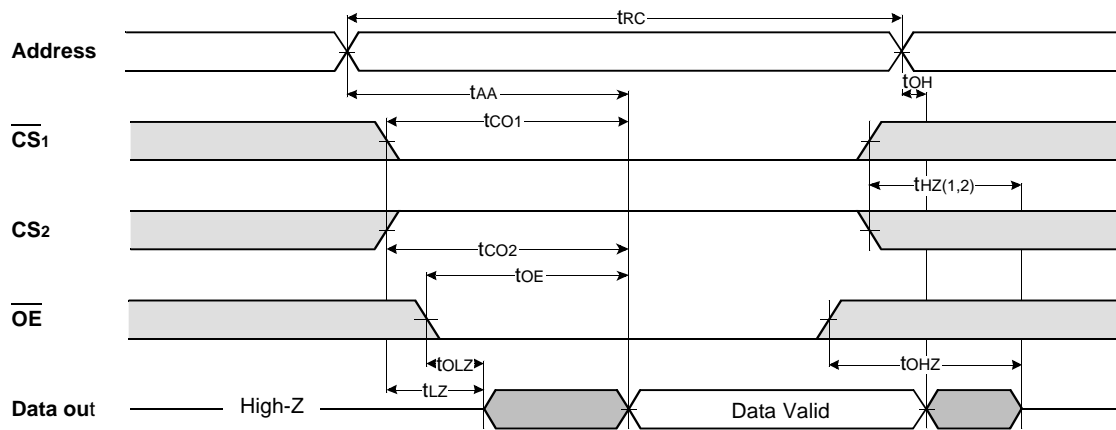 tRC
Address
tOH
tAA
tCO1
CS1
tHZ(1,2)
CS2
tCO2
tOE
OE
tOLZ
tOHZ
tLZ
Data out
High-Z
Data Valid